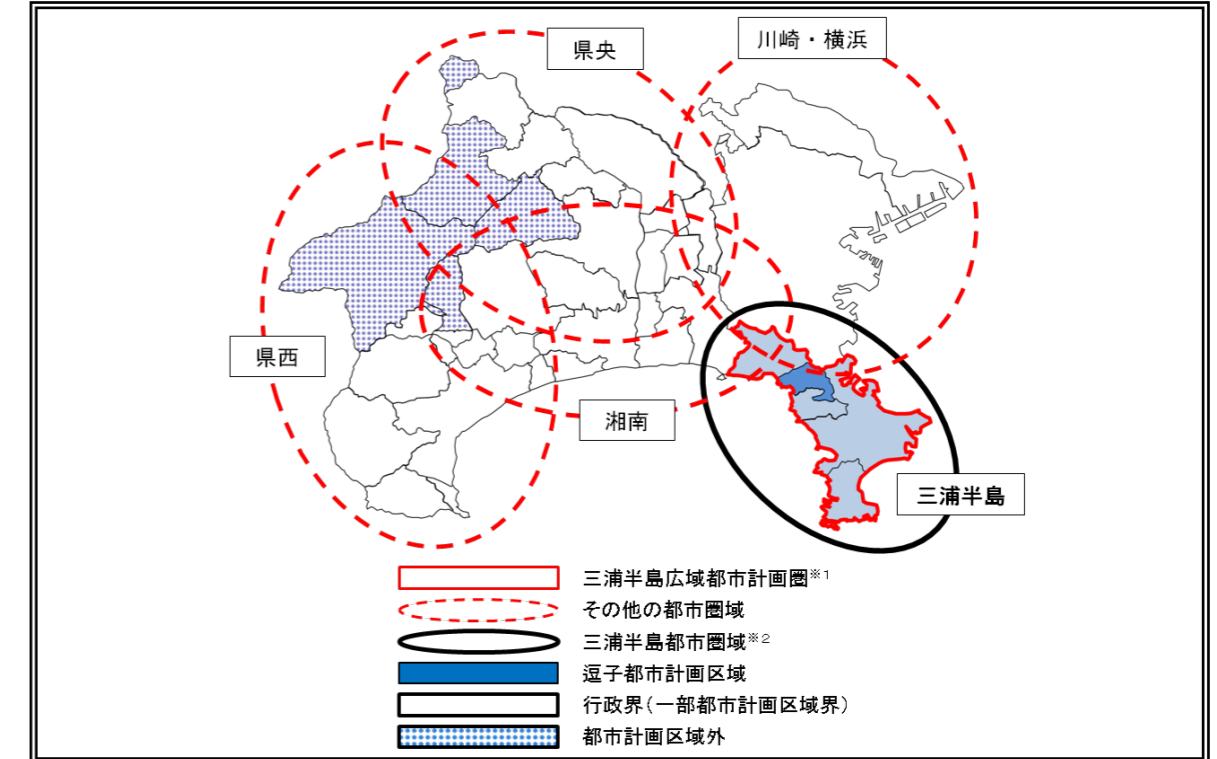 県央
川崎・横浜
県西
湘南
三浦半島
三浦半島広域都市計画圏※1
その他の都市圏域
三浦半島都市圏域※2
逗子都市計画区域
行政界(一部都市計画区域界)
都市計画区域外